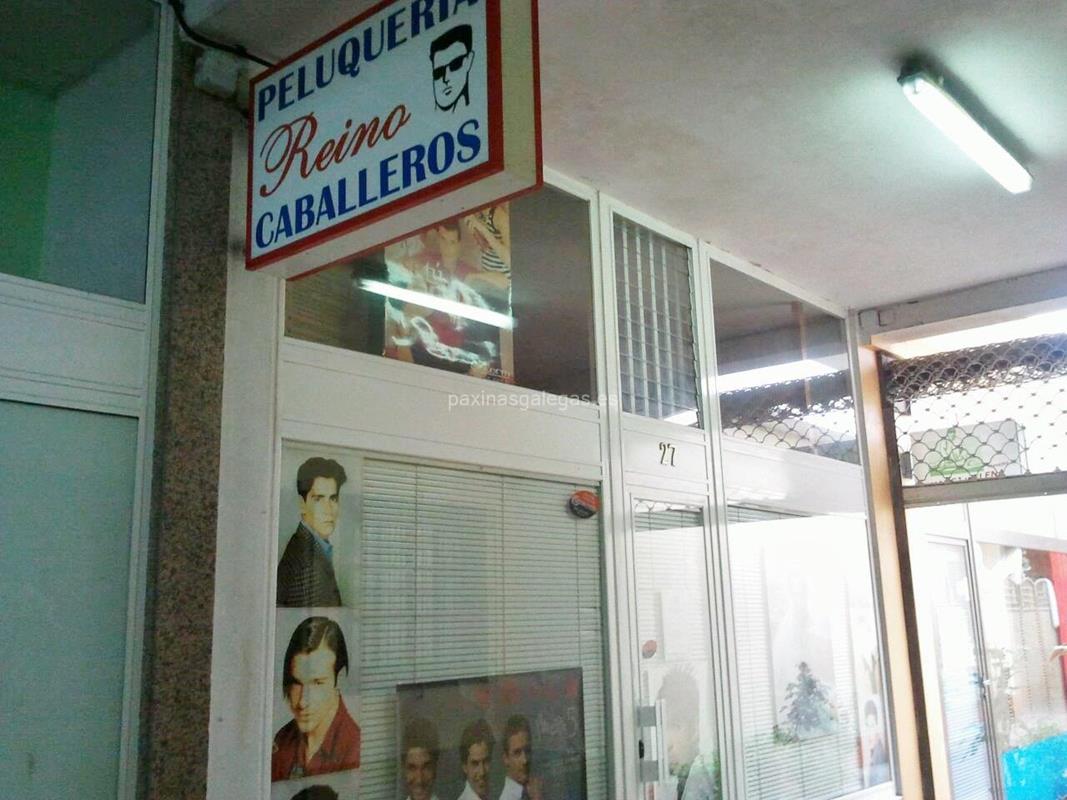 PELUQUERIA
Reino
CABALLEROS
paxinasgalegas.es
27